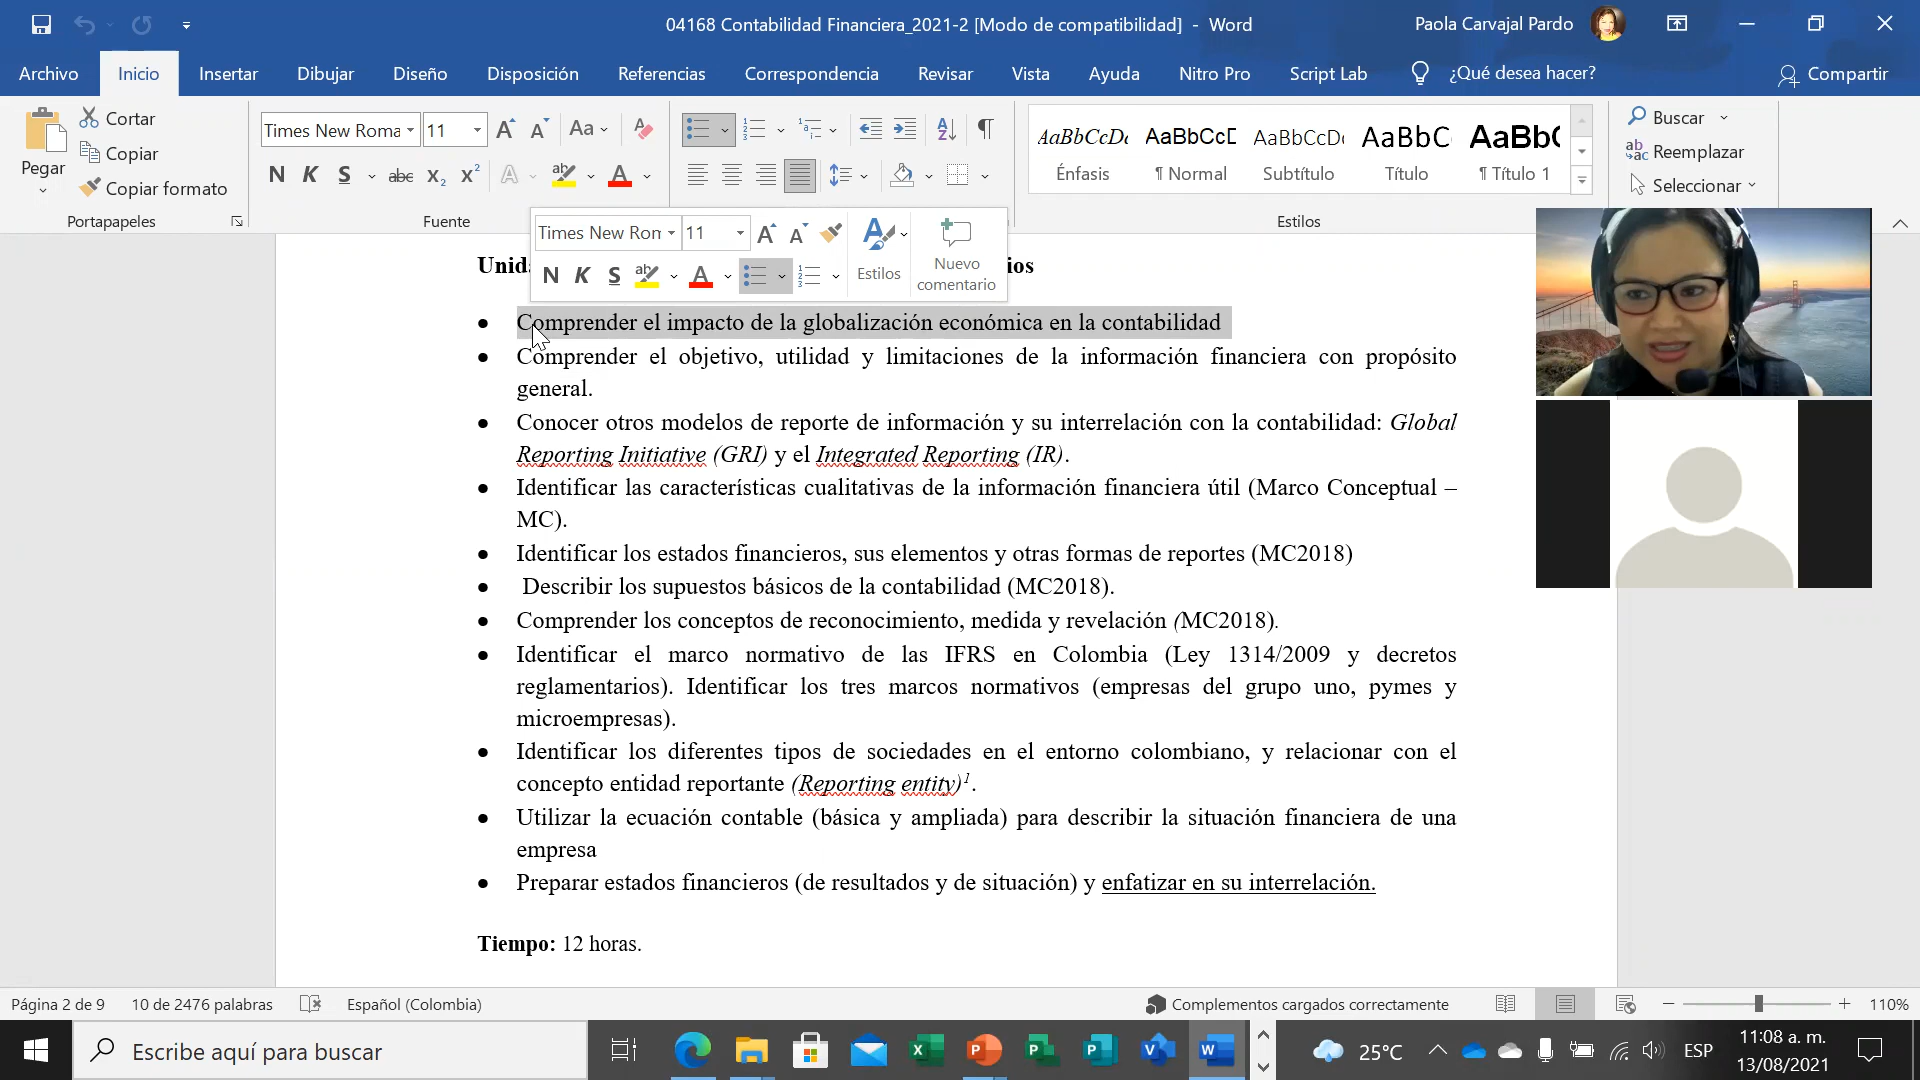 04168 Contabilidad Financiera_2021-2 [Modo de compatibilidad] - Word
Paola Carvajal Pardo
Archivo Inicio Insertar Dibujar Diseño Disposición Referencias Correspondencia Revisar Vista Ayuda Nitro Pro Script Lab ¿Qué desea hacer? Compartir
Pegar
Cortar
Copiar
Copiar formato
Portapapeles
Times New Roma 11
N K S abc X₂ X² A ab A
Fuente
AaBbCcDc AaBbCcD AaBbCcDc AaBbC AaBbC
Énfasis ¶ Normal Subtítulo Título ¶ Título 1
Estilos
Buscar
Reemplazar
Seleccionar
Times New Rom 11
N K S ab A
Estilos
Nuevo comentario
• Comprender el impacto de la globalización económica en la contabilidad
• Comprender el objetivo, utilidad y limitaciones de la información financiera con propósito
general.
• Conocer otros modelos de reporte de información y su interrelación con la contabilidad: Global
Reporting Initiative (GRI) y el Integrated Reporting (IR).
• Identificar las características cualitativas de la información financiera útil (Marco Conceptual –
MC).
• Identificar los estados financieros, sus elementos y otras formas de reportes (MC2018)
• Describir los supuestos básicos de la contabilidad (MC2018).
• Comprender los conceptos de reconocimiento, medida y revelación (MC2018).
• Identificar el marco normativo de las IFRS en Colombia (Ley 1314/2009 y decretos
reglamentarios). Identificar los tres marcos normativos (empresas del grupo uno, pymes y
microempresas).
• Identificar los diferentes tipos de sociedades en el entorno colombiano, y relacionar con el
concepto entidad reportante (Reporting entity)¹.
• Utilizar la ecuación contable (básica y ampliada) para describir la situación financiera de una
empresa
• Preparar estados financieros (de resultados y de situación) y enfatizar en su interrelación.
Tiempo: 12 horas.
Página 2 de 9 10 de 2476 palabras Español (Colombia) Complementos cargados correctamente 110%
Escribe aquí para buscar
25°C ESP
11:08 a. m.
13/08/2021